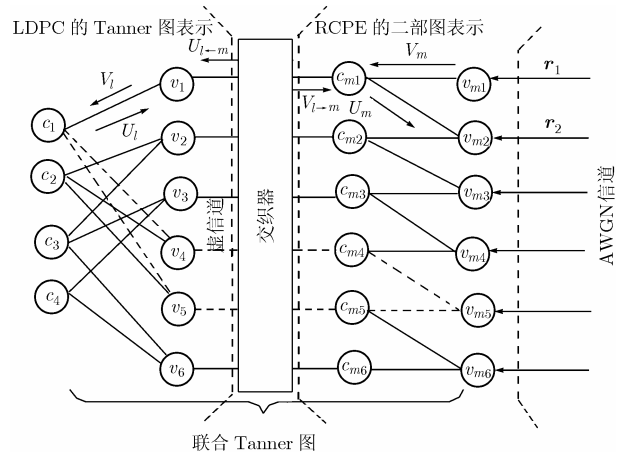 LDPC 的 Tanner 图表示
RCPE 的二部图表示
U_{l←m}
V_m
V_l
U_l
V_{l→m}
U_m
r_1
r_2
c_1
c_2
c_3
c_4
v_1
v_2
v_3
v_4
v_5
v_6
虚信道
交织器
c_{m1}
c_{m2}
c_{m3}
c_{m4}
c_{m5}
c_{m6}
v_{m1}
v_{m2}
v_{m3}
v_{m4}
v_{m5}
v_{m6}
AWGN信道
联合 Tanner 图